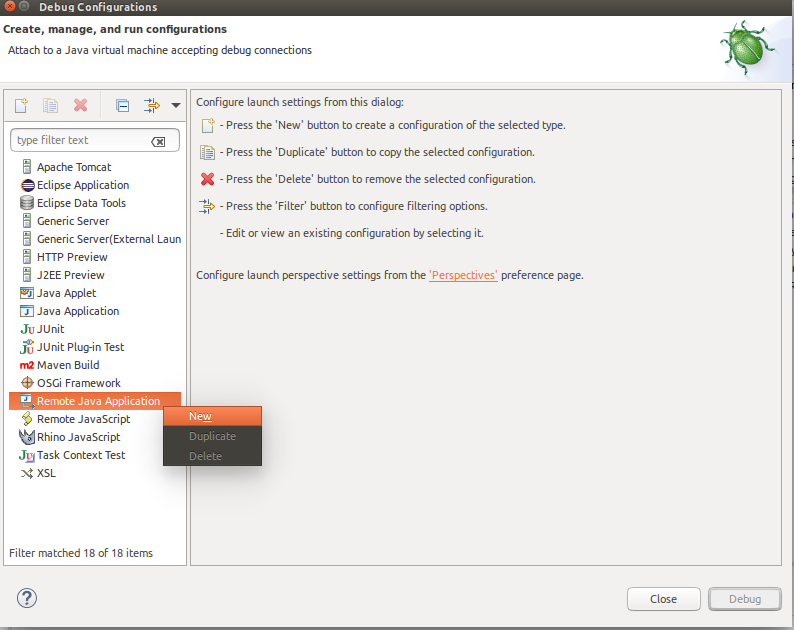 Debug Configurations
Create, manage, and run configurations
Attach to a Java virtual machine accepting debug connections
type filter text
Apache Tomcat
Eclipse Application
Eclipse Data Tools
Generic Server
Generic Server(External Laun
HTTP Preview
J2EE Preview
Java Applet
Java Application
JUnit
JUnit Plug-in Test
Maven Build
OSGi Framework
Remote Java Application
Remote JavaScript
Rhino JavaScript
Task Context Test
XSL
New
Duplicate
Delete
Filter matched 18 of 18 items
Configure launch settings from this dialog:
- Press the 'New' button to create a configuration of the selected type.
- Press the 'Duplicate' button to copy the selected configuration.
- Press the 'Delete' button to remove the selected configuration.
- Press the 'Filter' button to configure filtering options.
- Edit or view an existing configuration by selecting it.
Configure launch perspective settings from the 'Perspectives' preference page.
Close
Debug